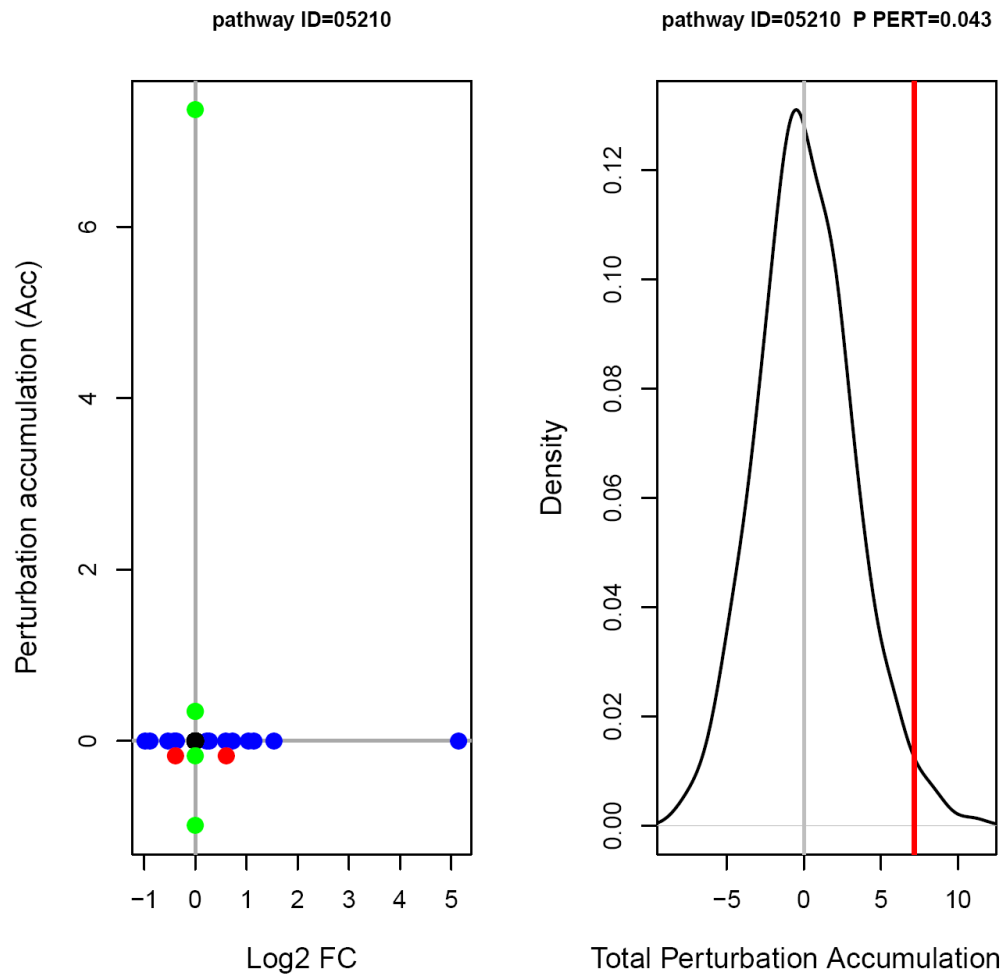 pathway ID=05210
Perturbation accumulation (Acc)
6
4
2
0
−1 0 1 2 3 4 5
Log2 FC
pathway ID=05210 P PERT=0.043
Density
0.12
0.10
0.08
0.06
0.04
0.02
0.00
−5 0 5 10
Total Perturbation Accumulation